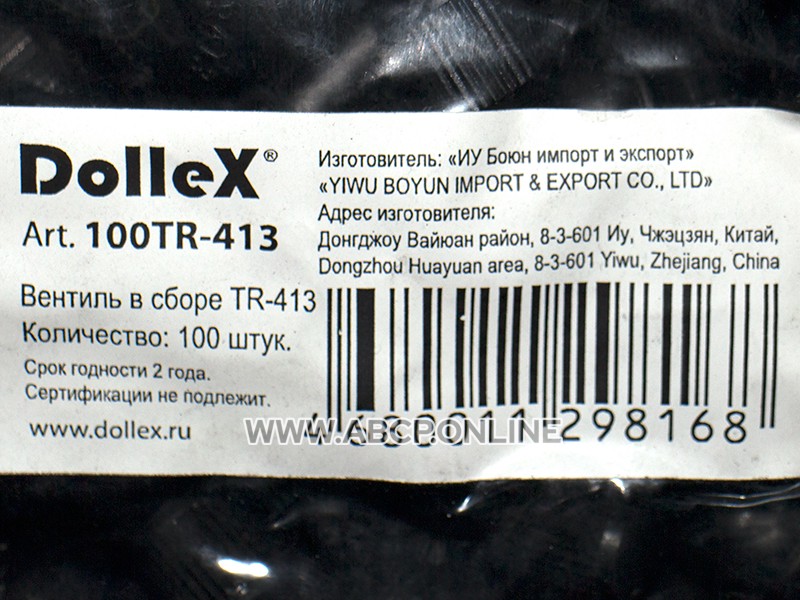 DolleX®
Art. 100TR-413
Вентиль в сборе TR-413
Количество: 100 штук.
Срок годности 2 года.
Сертификации не подлежит.
www.dollex.ru
Изготовитель: «ИУ Боюн импорт и экспорт»
«YIWU BOYUN IMPORT & EXPORT CO., LTD»
Адрес изготовителя:
Донгджоу Вайюан район, 8-3-601 Иу, Чжэцзян, Китай,
Dongzhou Huayuan area, 8-3-601 Yiwu, Zhejiang, China
298168
WWW.ABCP.ONLINE